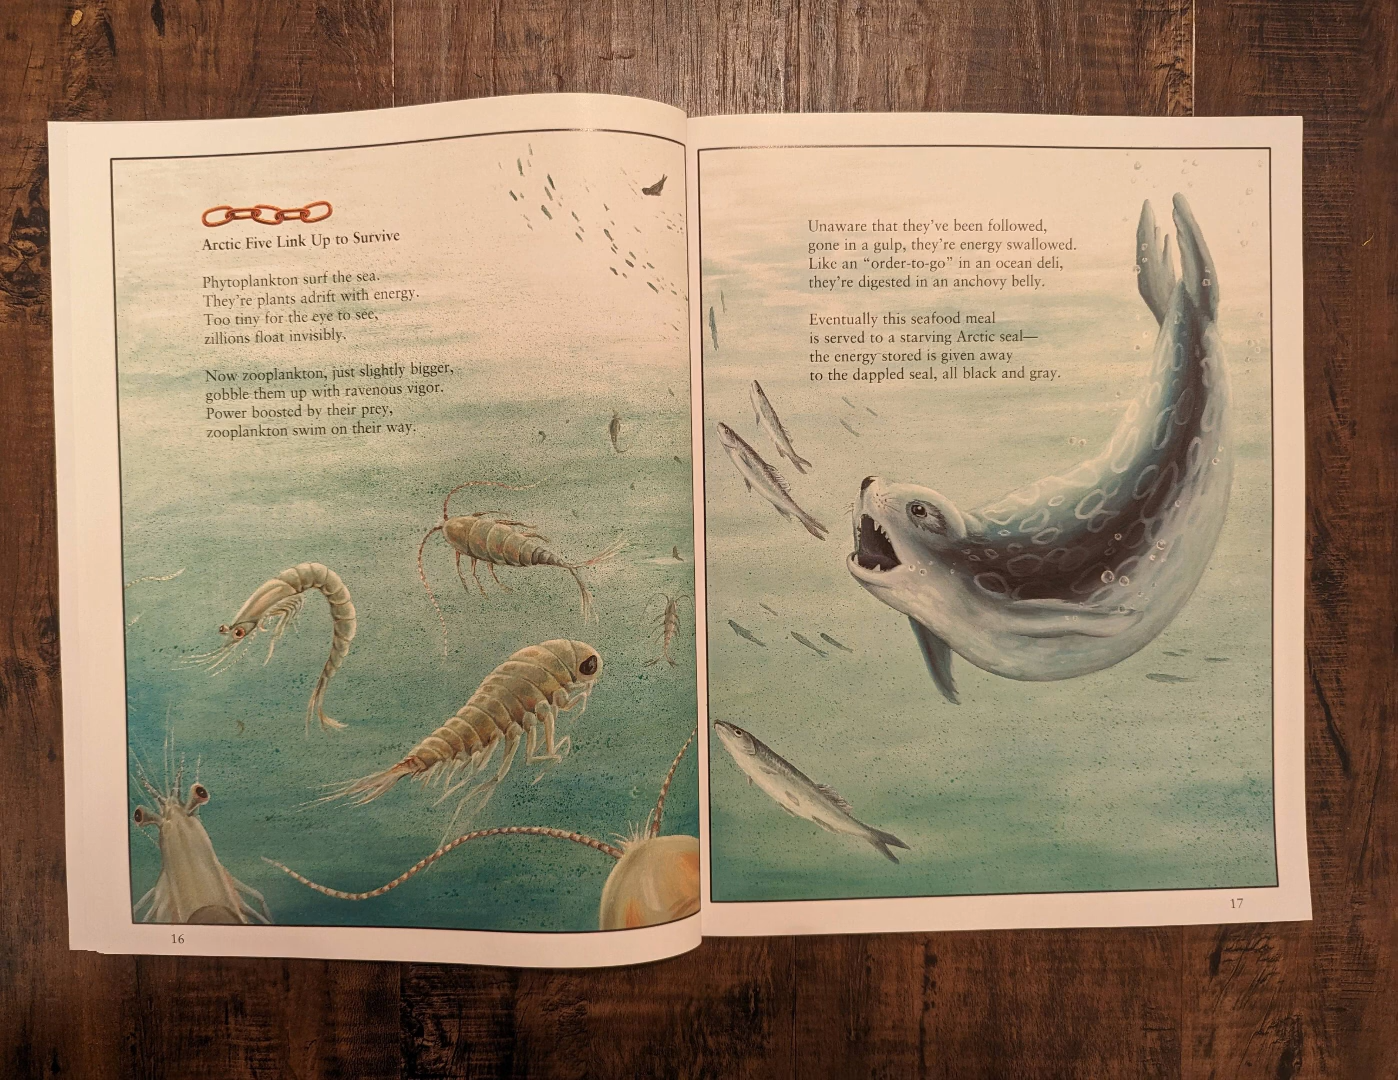 Arctic Five Link Up to Survive
Phytoplankton surf the sea.
They're plants adrift with energy.
Too tiny for the eye to see,
zillions float invisibly.
Now zooplankton, just slightly bigger,
gobble them up with ravenous vigor.
Power boosted by their prey,
zooplankton swim on their way.
16
Unaware that they've been followed,
gone in a gulp, they're energy swallowed.
Like an “order-to-go” in an ocean deli,
they're digested in an anchovy belly.
Eventually this seafood meal
is served to a starving Arctic seal—
the energy stored is given away
to the dappled seal, all black and gray.
17